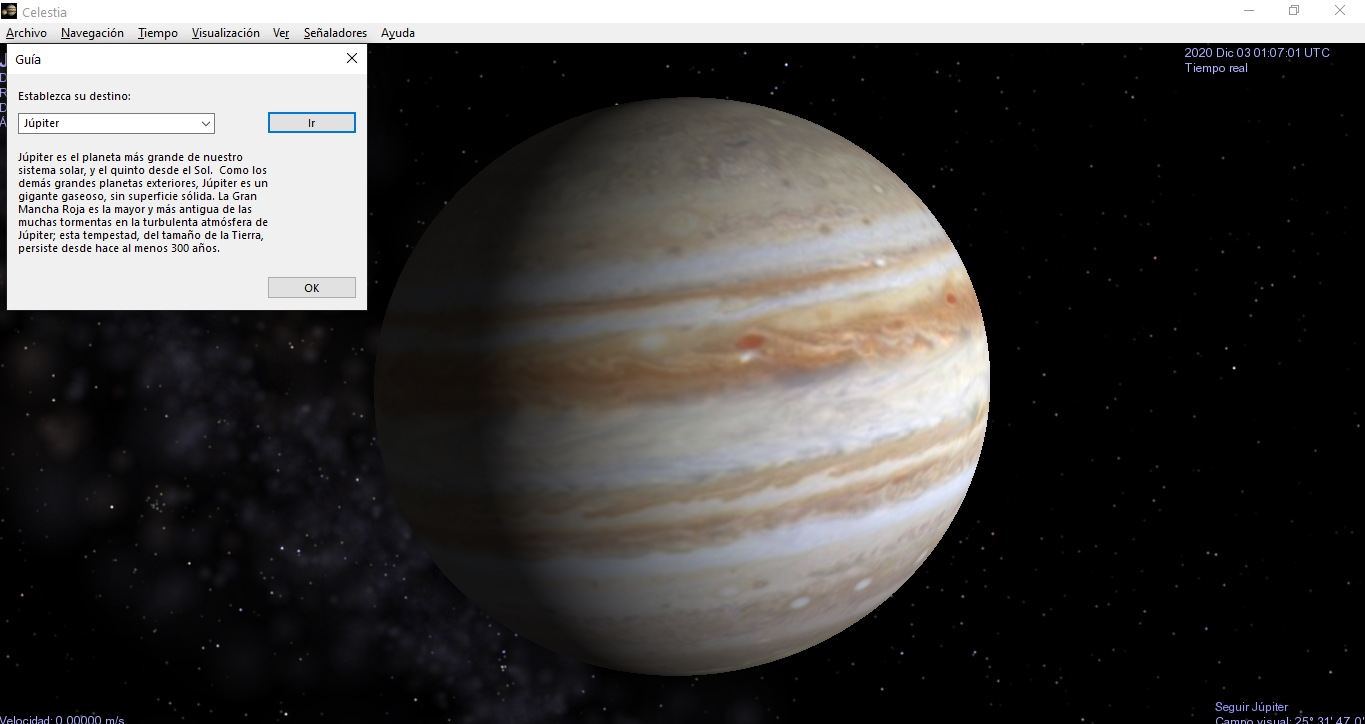 Celestia
Archivo Navegación Tiempo Visualización Ver Señaladores Ayuda
Guía
2020 Dic 03 01:07:01 UTC
Tiempo real
Establezca su destino:
Júpiter
Ir
Júpiter es el planeta más grande de nuestro
sistema solar, y el quinto desde el Sol.  Como los
demás grandes planetas exteriores, Júpiter es un
gigante gaseoso, sin superficie sólida. La Gran
Mancha Roja es la mayor y más antigua de las
muchas tormentas en la turbulenta atmósfera de
Júpiter; esta tempestad, del tamaño de la Tierra,
persiste desde hace al menos 300 años.
OK
Seguir Júpiter
Velocidad: 0.00000 m/s
Campo visual: 25° 31' 47.0